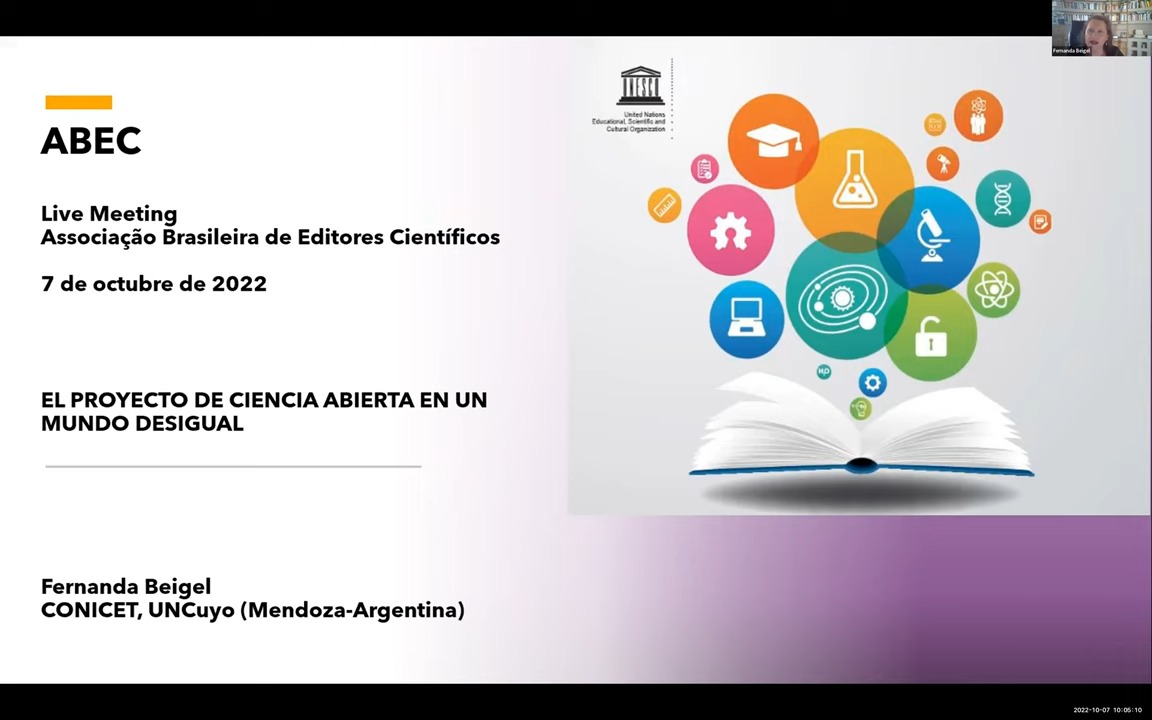 ABEC
Live Meeting
Associação Brasileira de Editores Científicos
7 de octubre de 2022
EL PROYECTO DE CIENCIA ABIERTA EN UN
MUNDO DESIGUAL
Fernanda Beigel
CONICET, UNCuyo (Mendoza-Argentina)
UNESCO
United Nations
Educational, Scientific and
Cultural Organization
Fernanda Beigel
2022-10-07 10:05:10